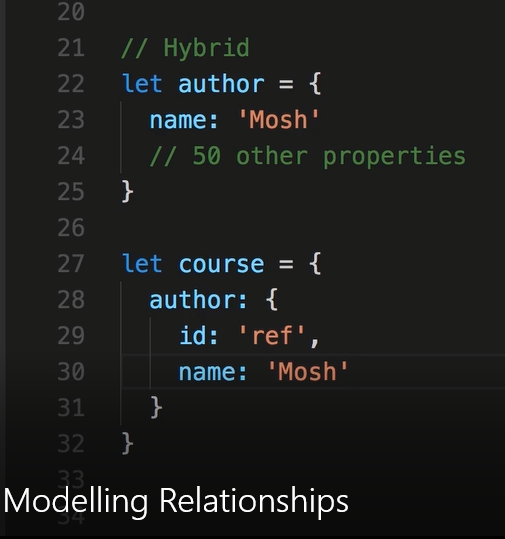 20
21 // Hybrid
22 let author = {
23 name: 'Mosh'
24 // 50 other properties
25 }
26
27 let course = {
28 author: {
29 id: 'ref',
30 name: 'Mosh'
31 }
32 }
33
Modelling Relationships
34